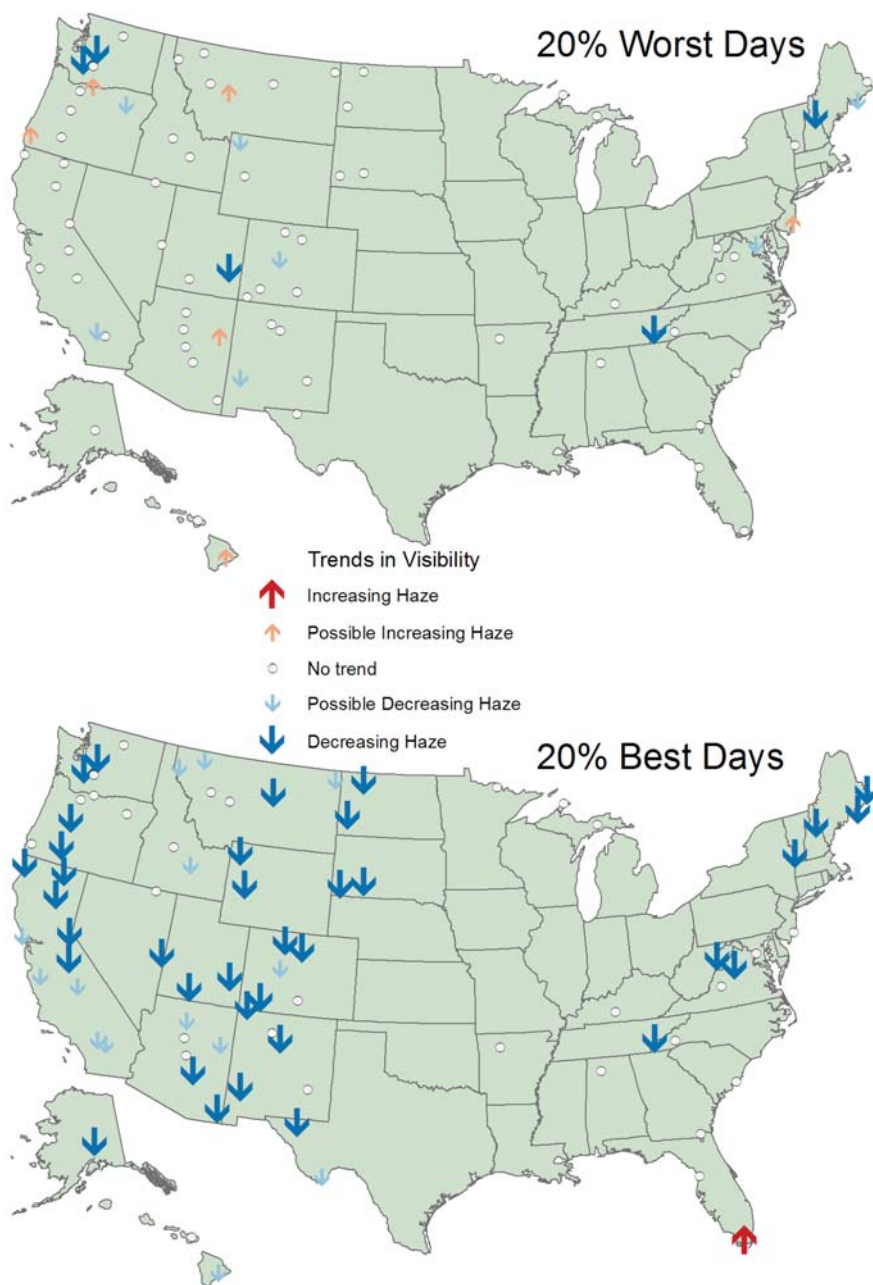 20% Worst Days
Trends in Visibility
Increasing Haze
Possible Increasing Haze
No trend
Possible Decreasing Haze
Decreasing Haze
20% Best Days